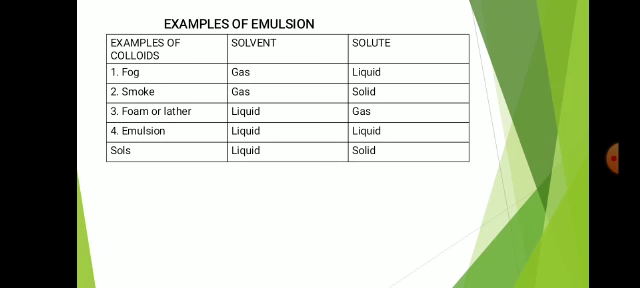 EXAMPLES OF EMULSION
EXAMPLES OF COLLOIDS SOLVENT SOLUTE
1. Fog Gas Liquid
2. Smoke Gas Solid
3. Foam or lather Liquid Gas
4. Emulsion Liquid Liquid
Sols Liquid Solid